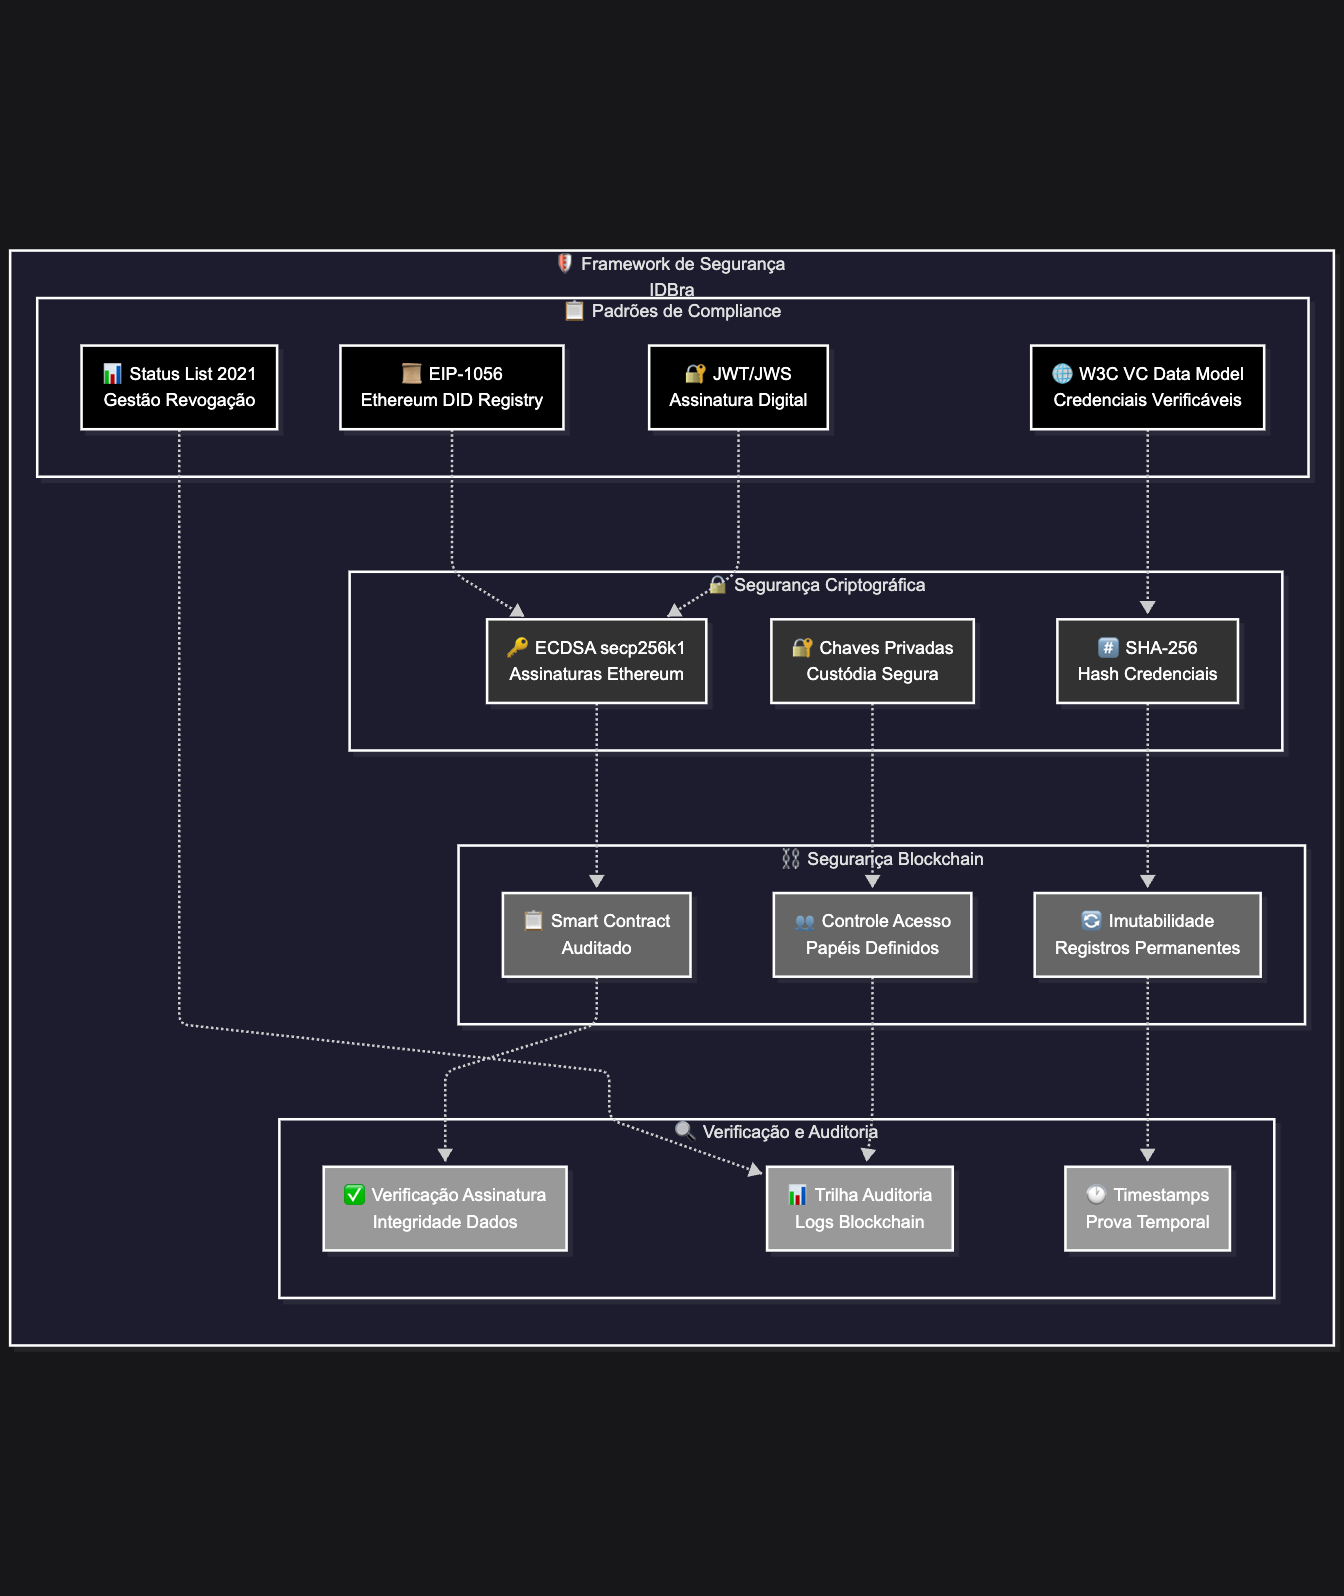 🛡️ Framework de Segurança
IDBra
📋 Padrões de Compliance
📊 Status List 2021
Gestão Revogação
📜 EIP-1056
Ethereum DID Registry
🔐 JWT/JWS
Assinatura Digital
🌐 W3C VC Data Model
Credenciais Verificáveis
🔒 Segurança Criptográfica
🔑 ECDSA secp256k1
Assinaturas Ethereum
🔐 Chaves Privadas
Custódia Segura
#️⃣ SHA-256
Hash Credenciais
⛓️ Segurança Blockchain
📋 Smart Contract
Auditado
👥 Controle Acesso
Papéis Definidos
🔄 Imutabilidade
Registros Permanentes
🔍 Verificação e Auditoria
✅ Verificação Assinatura
Integridade Dados
📊 Trilha Auditoria
Logs Blockchain
🕐 Timestamps
Prova Temporal